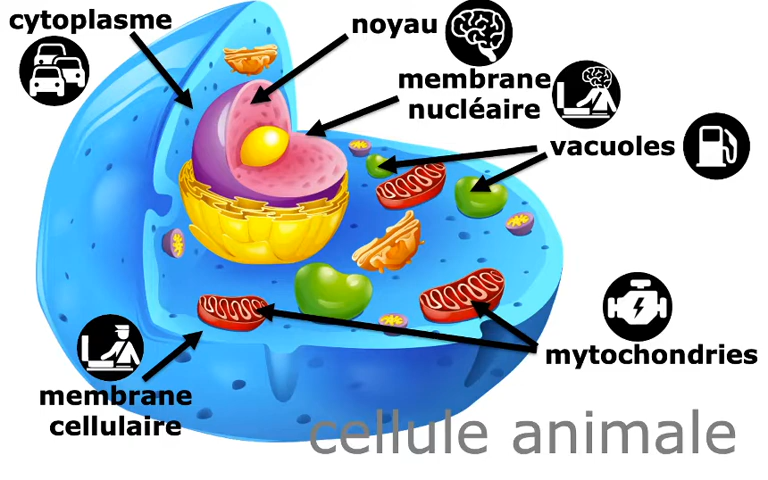 cytoplasme
noyau
membrane
nucléaire
vacuoles
mytochondries
membrane
cellulaire
cellule animale